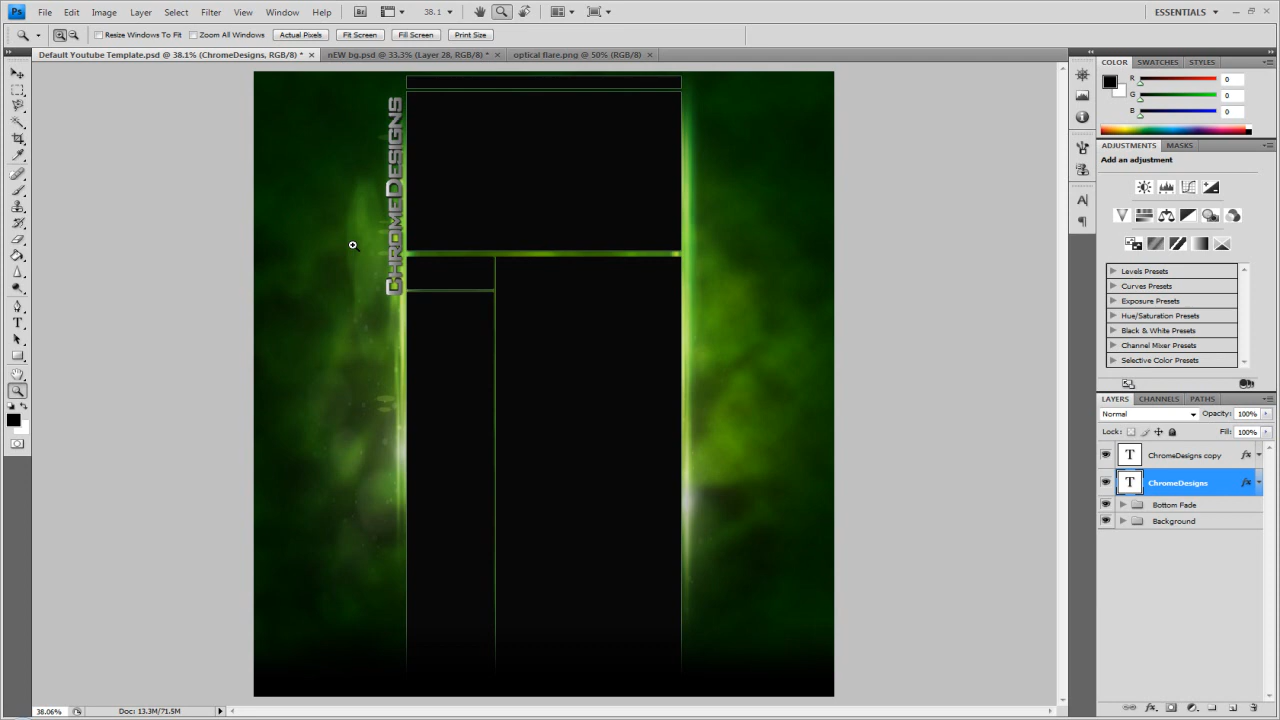 Ps File Edit Image Layer Select Filter View Window Help Br 38.1 ESSENTIALS
Resize Windows To Fit Zoom All Windows Actual Pixels Fit Screen Fill Screen Print Size
Default Youtube Template.psd @ 38.1% (ChromeDesigns, RGB/8) * nEW bg.psd @ 33.3% (Layer 28, RGB/8) * optical flare.png @ 50% (RGB/8)
ChromeDesigns
COLOR SWATCHES STYLES
R 0
G 0
B 0
ADJUSTMENTS MASKS
Add an adjustment
Levels Presets
Curves Presets
Exposure Presets
Hue/Saturation Presets
Black & White Presets
Channel Mixer Presets
Selective Color Presets
LAYERS CHANNELS PATHS
Normal Opacity: 100%
Lock: Fill: 100%
T ChromeDesigns copy fx
T ChromeDesigns fx
Bottom Fade
Background
38.06% Doc: 13.3M/71.5M